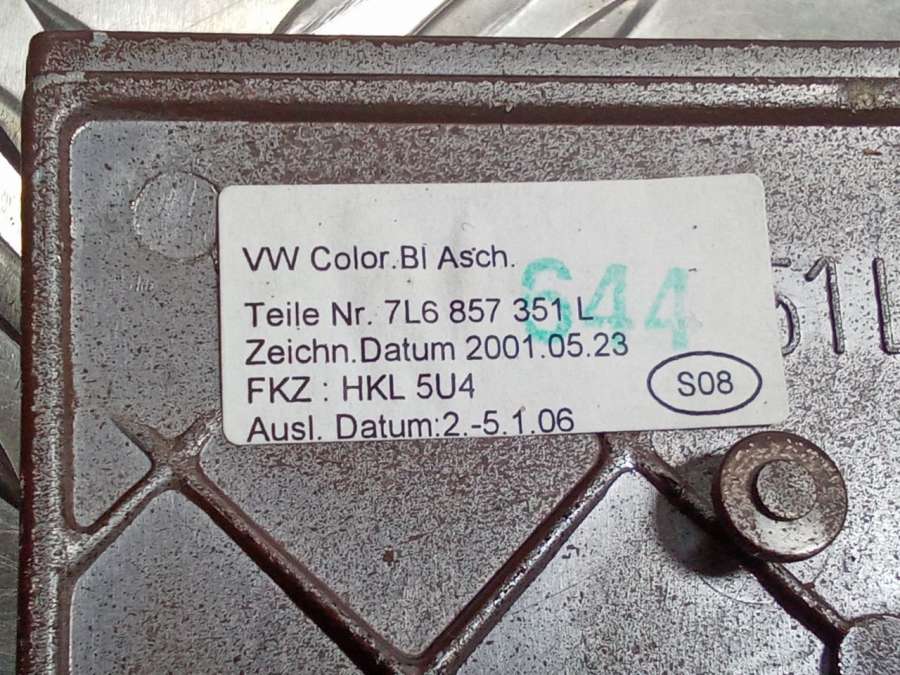 VW Color.Bl Asch.
644
Teile Nr. 7L6 857 351 L
Zeichn.Datum 2001.05.23
FKZ : HKL 5U4
S08
Ausl. Datum:2.-5.1.06
51 L